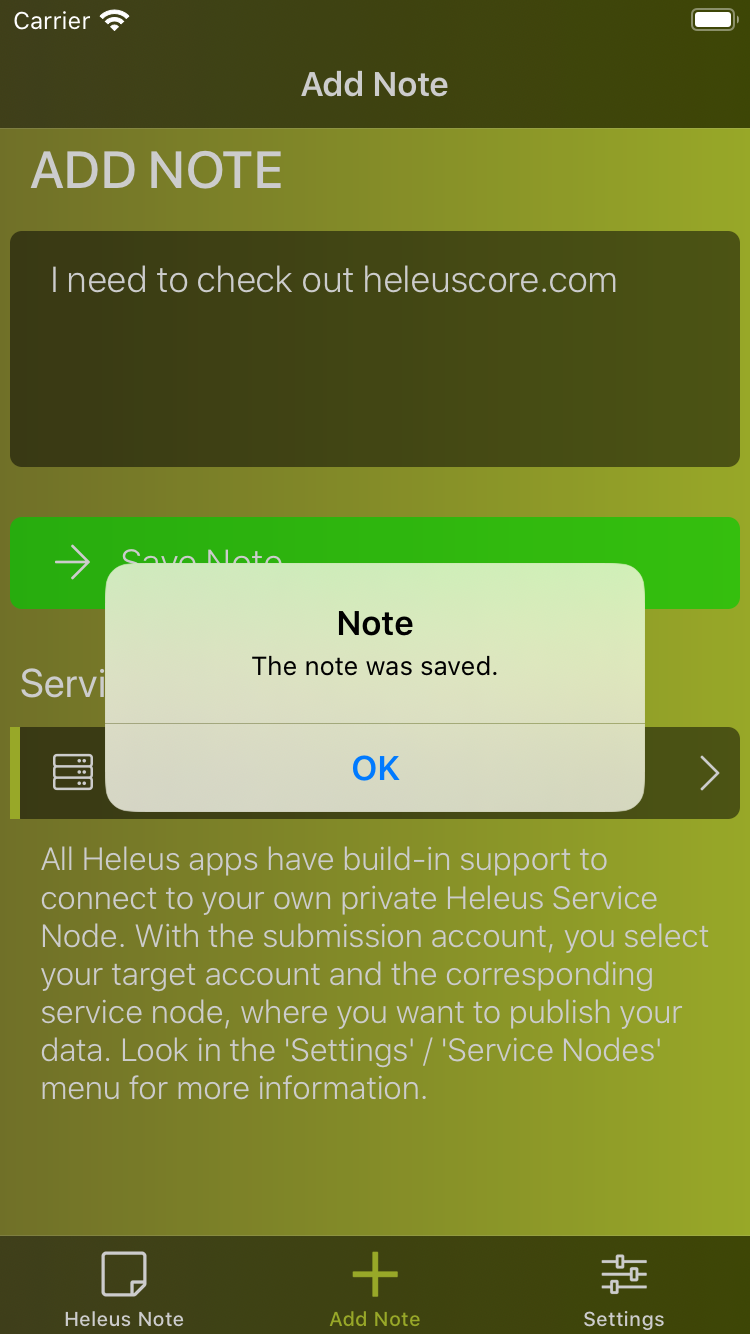 Carrier
Add Note
ADD NOTE
I need to check out heleuscore.com
Save Note
Note
The note was saved.
OK
All Heleus apps have build-in support to
connect to your own private Heleus Service
Node. With the submission account, you select
your target account and the corresponding
service node, where you want to publish your
data. Look in the 'Settings' / 'Service Nodes'
menu for more information.
Heleus Note
Add Note
Settings